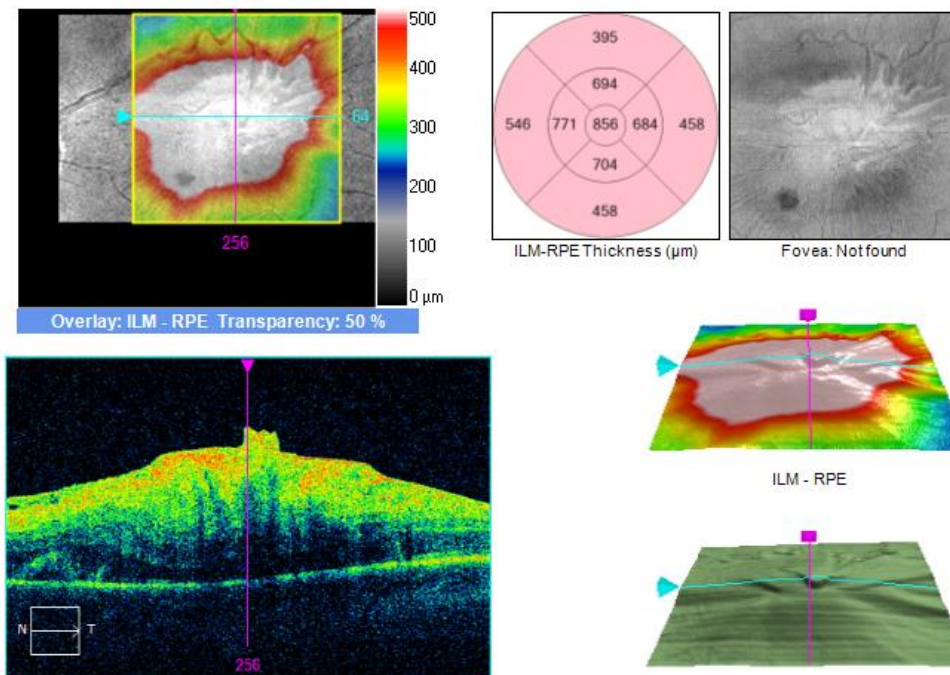 500
400
300
200
100
0 µm
64
256
Overlay: ILM - RPE Transparency: 50 %
395
694
546 771 856 684 458
704
458
ILM-RPE Thickness (µm)
Fovea: Not found
ILM - RPE
N T
256